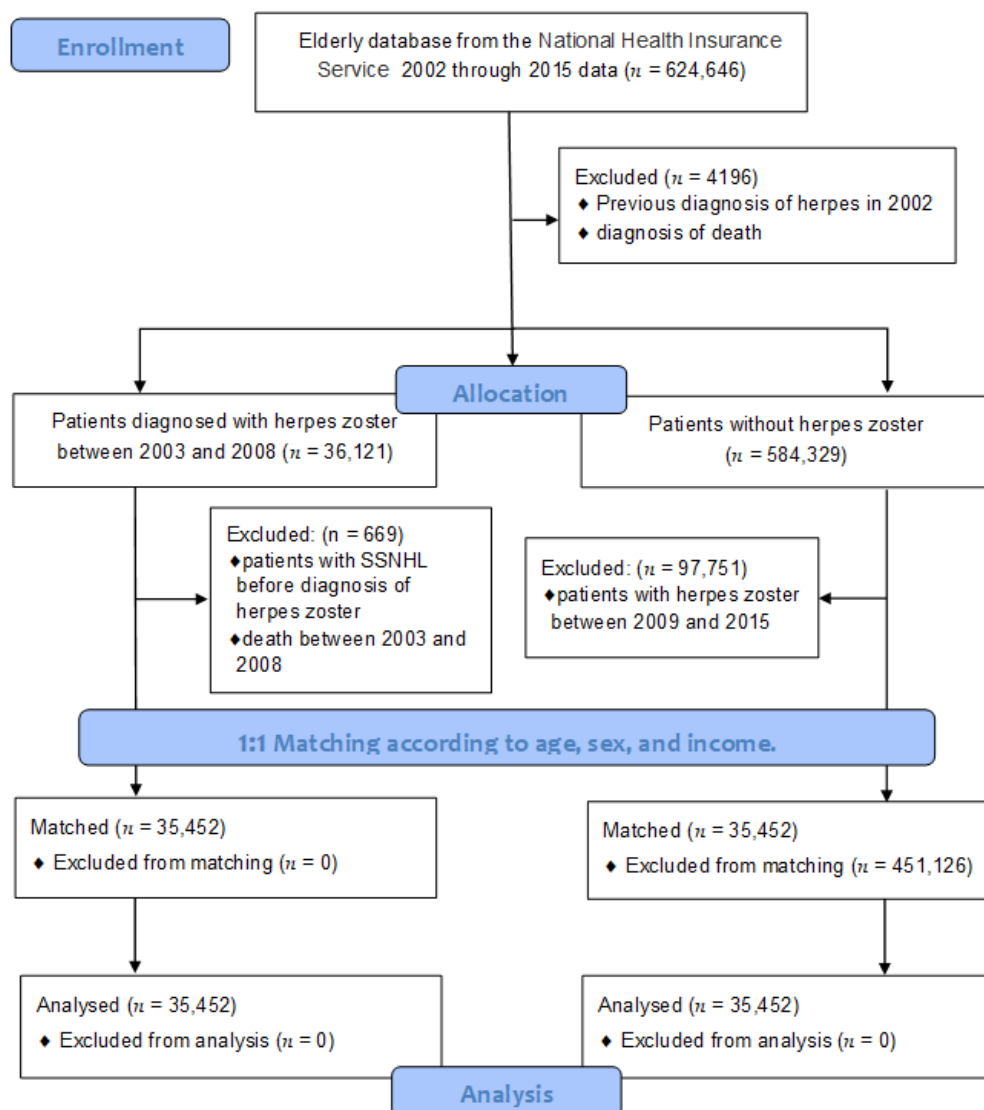 Enrollment
Elderly database from the National Health Insurance
Service 2002 through 2015 data (n = 624,646)
Excluded (n = 4196)
♦ Previous diagnosis of herpes in 2002
♦ diagnosis of death
Allocation
Patients diagnosed with herpes zoster
between 2003 and 2008 (n = 36,121)
Patients without herpes zoster
(n = 584,329)
Excluded: (n = 669)
♦patients with SSNHL
before diagnosis of
herpes zoster
♦death between 2003 and
2008
Excluded: (n = 97,751)
♦patients with herpes zoster
between 2009 and 2015
1:1 Matching according to age, sex, and income.
Matched (n = 35,452)
♦ Excluded from matching (n = 0)
Matched (n = 35,452)
♦ Excluded from matching (n = 451,126)
Analysed (n = 35,452)
♦ Excluded from analysis (n = 0)
Analysed (n = 35,452)
♦ Excluded from analysis (n = 0)
Analysis